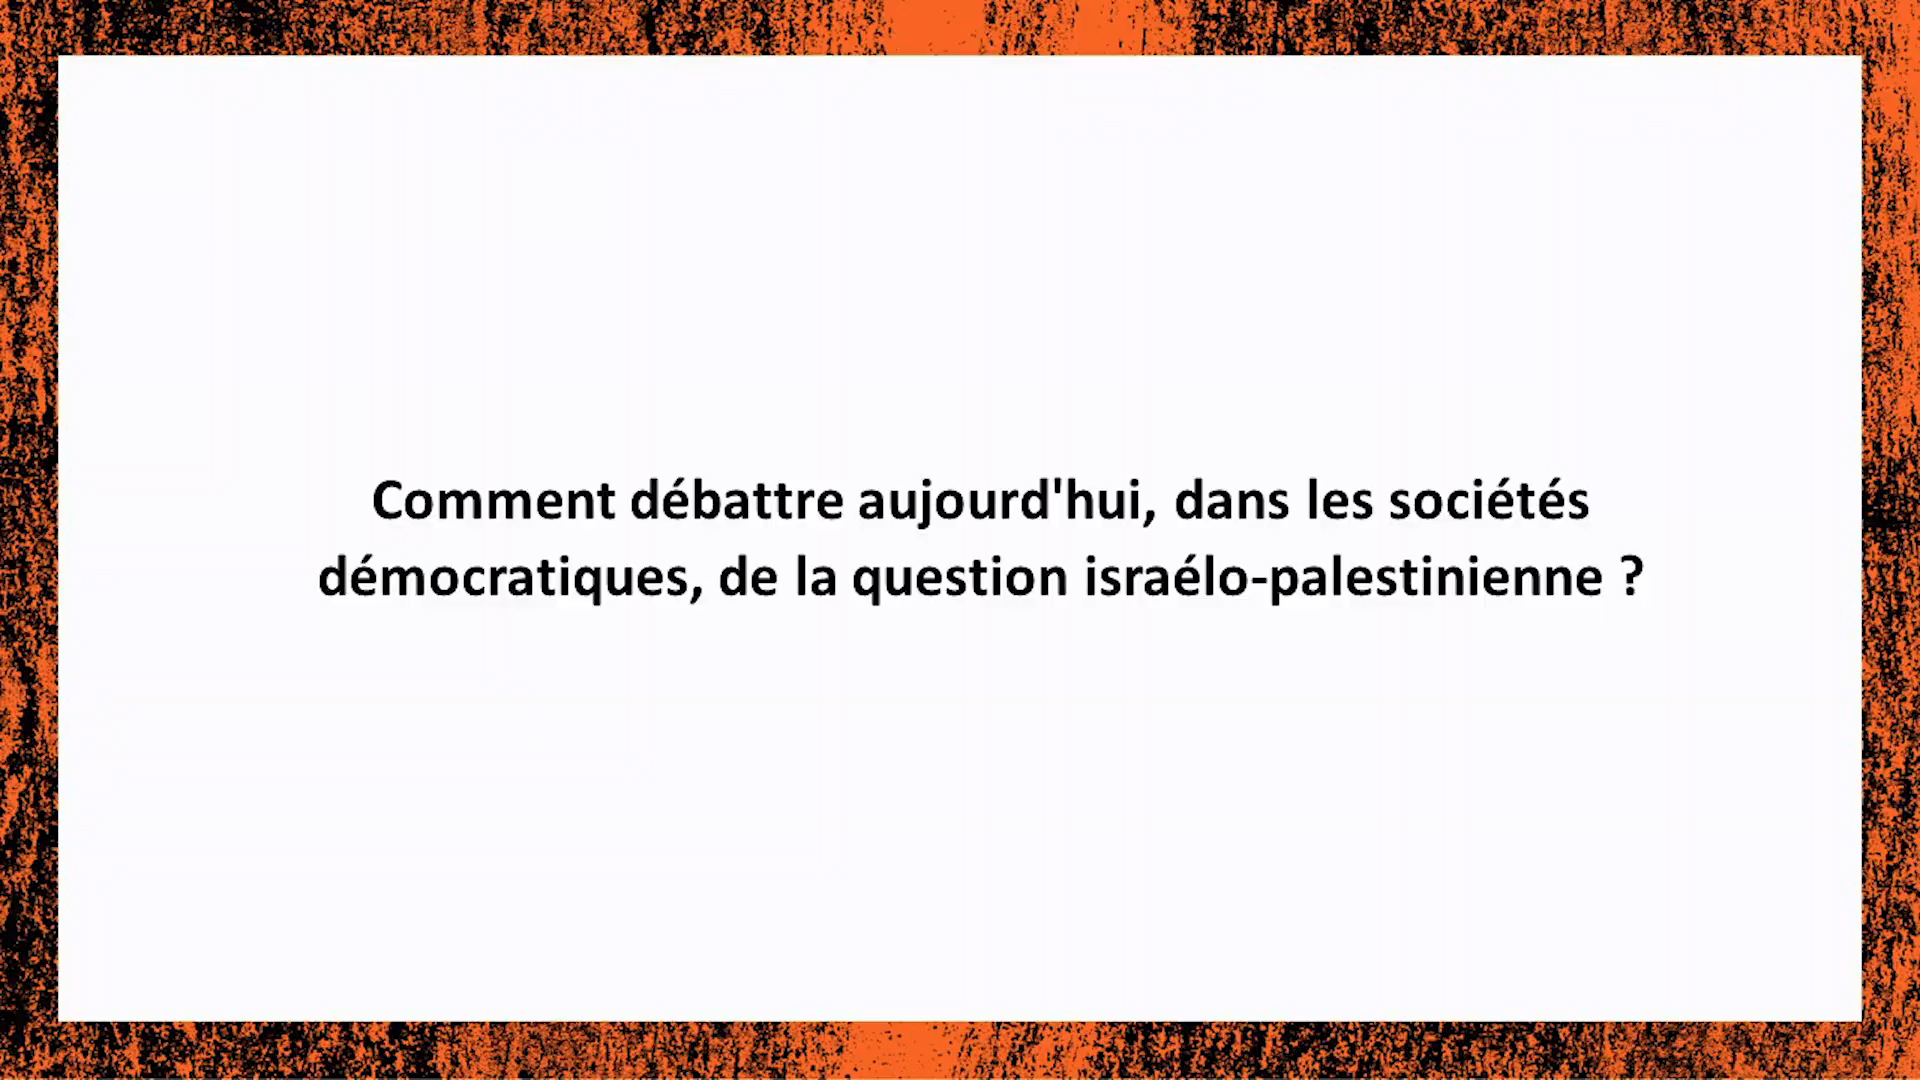 Comment débattre aujourd'hui, dans les sociétés
démocratiques, de la question israélo-palestinienne ?